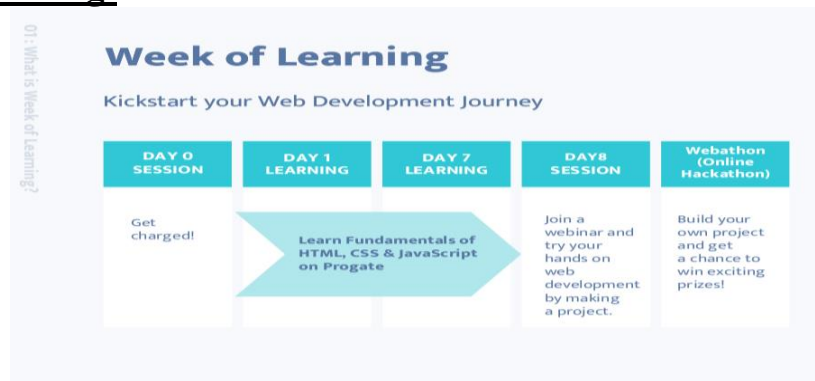 01: What is Week of Learning?
Week of Learning
Kickstart your Web Development Journey
DAY 0
SESSION
Get
charged!
DAY 1
LEARNING
DAY 7
LEARNING
Learn Fundamentals of
HTML, CSS & JavaScript
on Progate
DAY8
SESSION
Join a
webinar and
try your
hands on
web
development
by making
a project.
Webathon
(Online
Hackathon)
Build your
own project
and get
a chance to
win exciting
prizes!